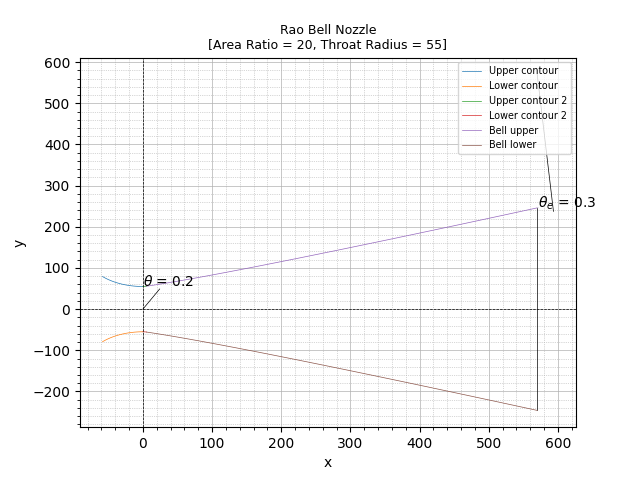 Rao Bell Nozzle
[Area Ratio = 20, Throat Radius = 55]
600
500
400
300
200
100
0
−100
−200
y
Upper contour
Lower contour
Upper contour 2
Lower contour 2
Bell upper
Bell lower
θe = 0.3
θ = 0.2
0 100 200 300 400 500 600
x